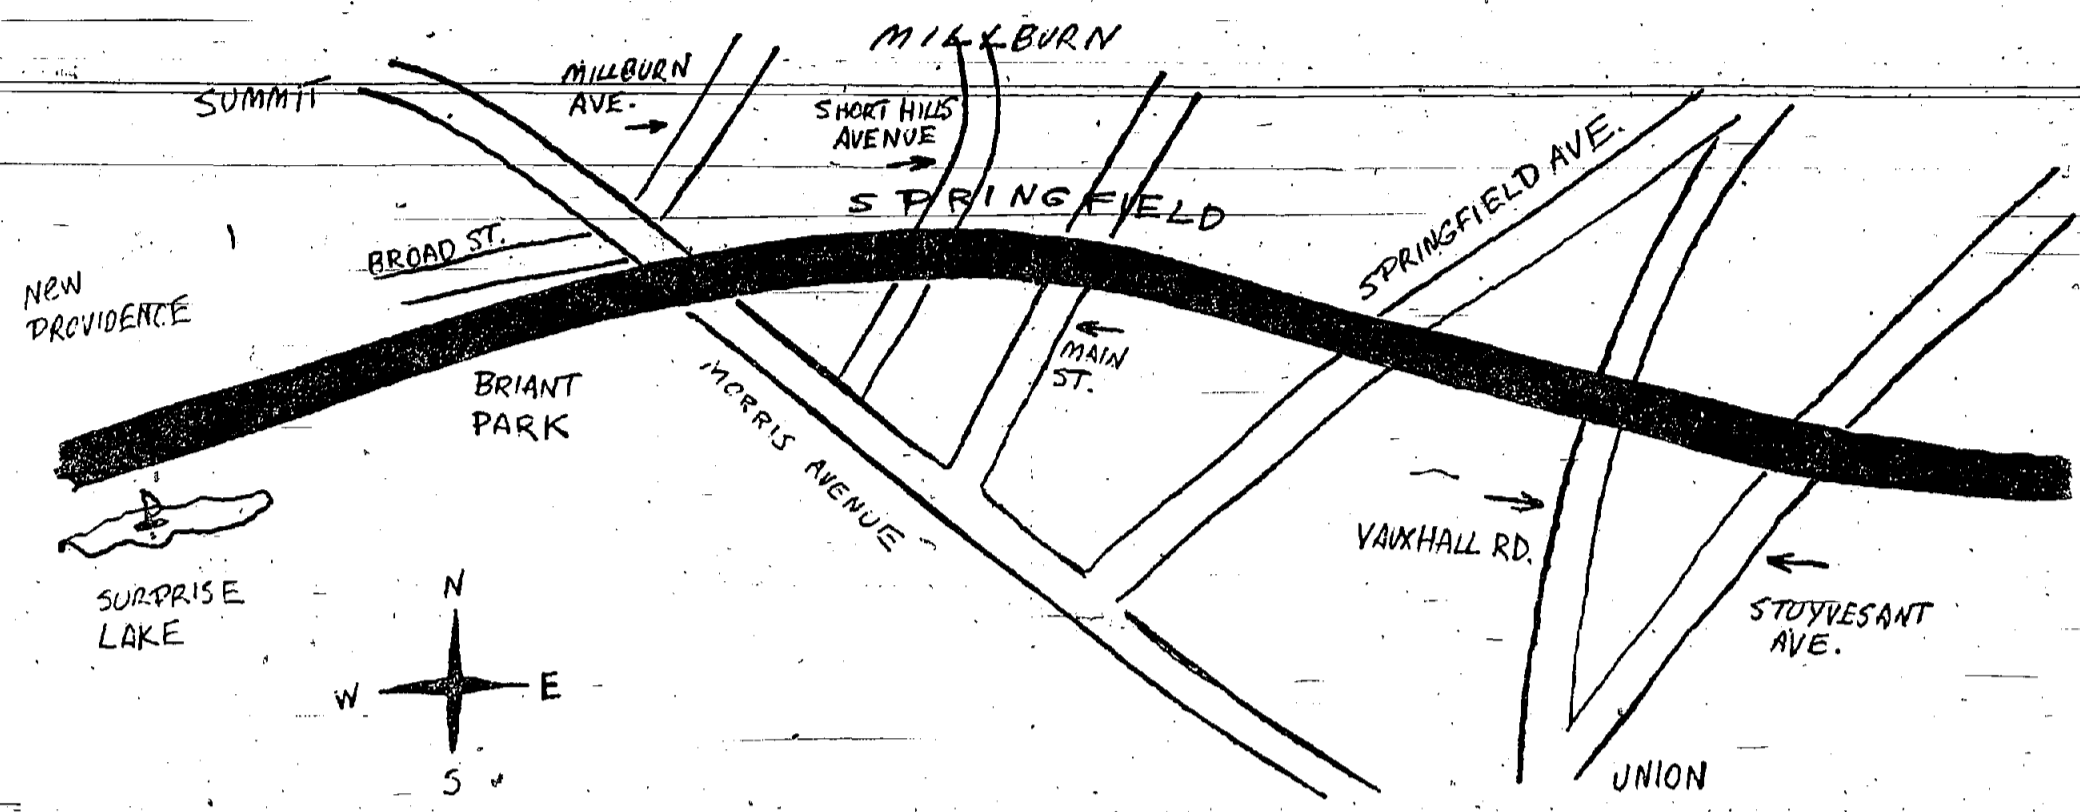 MILLBURN
SUMMIT
MILLBURN
AVE.
SHORT HILLS
AVENUE
SPRINGFIELD
SPRINGFIELD AVE.
BROAD ST.
NEW
PROVIDENCE
BRIANT
PARK
MORRIS AVENUE
MAIN
ST.
VAUXHALL RD.
STUYVESANT
AVE.
SURPRISE
LAKE
N
W
E
S
UNION